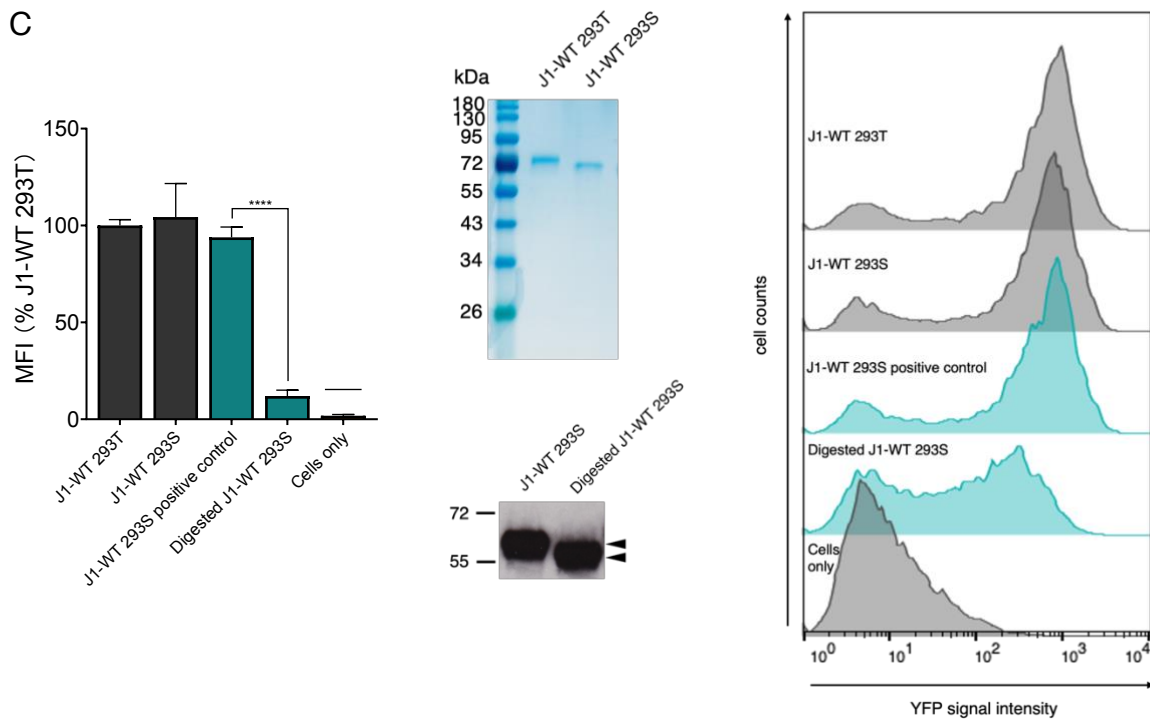 C
MFI (% J1-WT 293T)
150
100
50
0
****
J1-WT 293T
J1-WT 293S
J1-WT 293S positive control
Digested J1-WT 293S
Cells only
kDa
J1-WT 293T
J1-WT 293S
180
130
95
72
55
43
34
26
J1-WT 293S
Digested J1-WT 293S
72
55
cell counts
J1-WT 293T
J1-WT 293S
J1-WT 293S positive control
Digested J1-WT 293S
Cells
only
10^0 10^1 10^2 10^3 10^4
YFP signal intensity